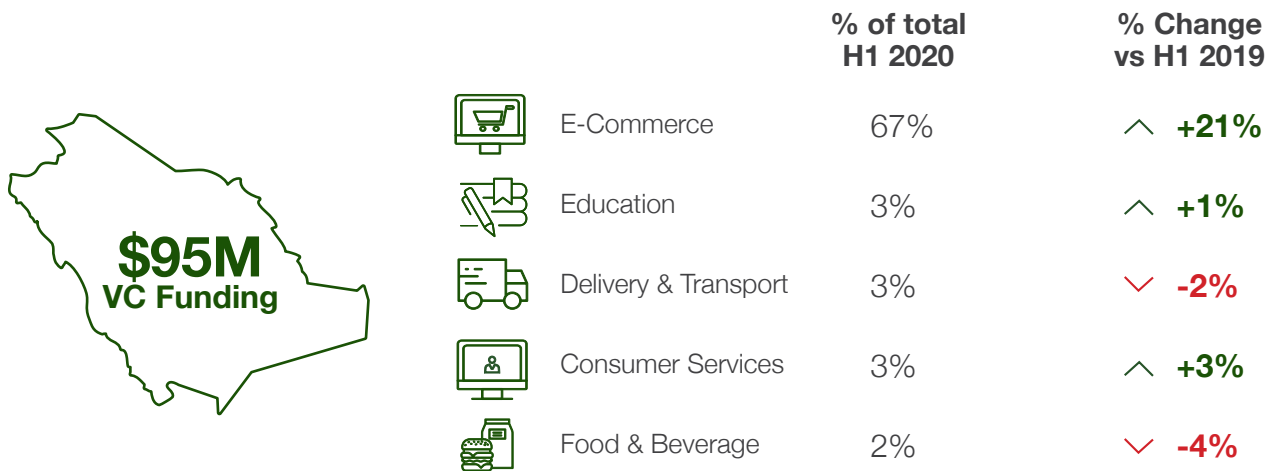 % of total
H1 2020
% Change
vs H1 2019
$95M
VC Funding
E-Commerce 67% +21%
Education 3% +1%
Delivery & Transport 3% -2%
Consumer Services 3% +3%
Food & Beverage 2% -4%